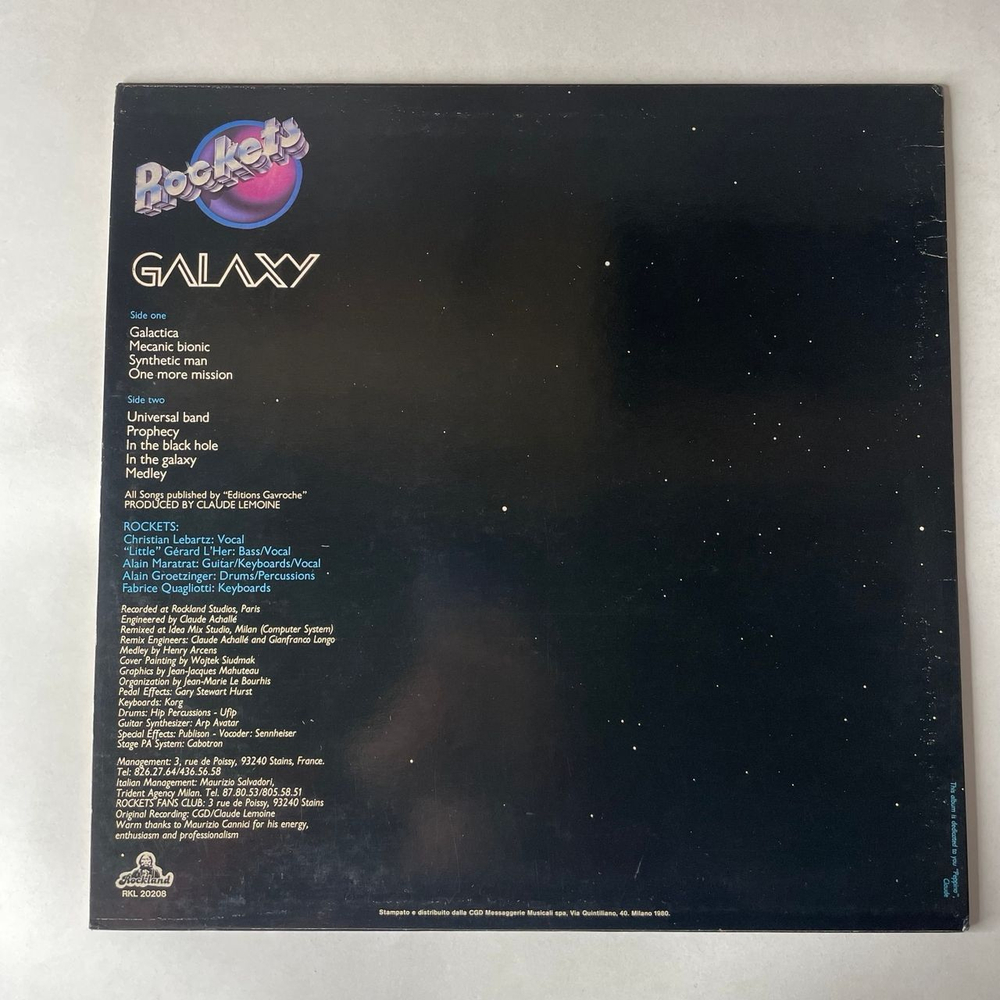 Rockets
GALAXY
Side one
Galactica
Mecanic bionic
Synthetic man
One more mission
Side two
Universal band
Prophecy
In the black hole
In the galaxy
Medley
All Songs published by "Editions Gavroche"
PRODUCED BY CLAUDE LEMOINE
ROCKETS:
Christian Lebartz: Vocal
"Little" Gérard L'Her: Bass/Vocal
Alain Maratrat: Guitar/Keyboards/Vocal
Alain Groetzinger: Drums/Percussions
Fabrice Quagliotti: Keyboards
Recorded at Rockland Studios, Paris
Engineered by Claude Achallé
Remixed at Idea Mix Studio, Milan (Computer System)
Remix Engineers: Claude Achallé and Gianfranco Longo
Medley by Henry Arcens
Cover Painting by Wojtek Siudmak
Graphics by Jean-Jacques Mahuteau
Organization by Jean-Marie Le Bourhis
Pedal Effects: Gary Stewart Hurst
Keyboards: Korg
Drums: Hip Percussions - Ufip
Guitar Synthesizer: Arp Avatar
Special Effects: Publison - Vocoder: Sennheiser
Stage PA System: Cabotron
Management: 3, rue de Poissy, 93240 Stains, France.
Tel: 826.27.64/436.56.58
Italian Management: Maurizio Salvadori,
Trident Agency Milan. Tel. 87.80.53/805.58.51
ROCKETS FANS CLUB: 3 rue de Poissy, 93240 Stains
Original Recording: CGD/Claude Lemoine
Warm thanks to Maurizio Cannici for his energy,
enthusiasm and professionalism
Rockland
RKL 20208
Stampato e distribuito dalla CGD Messaggerie Musicali spa, Via Quintiliano, 40. Milano 1980.
This album is dedicated to you "Peppino".
Claude